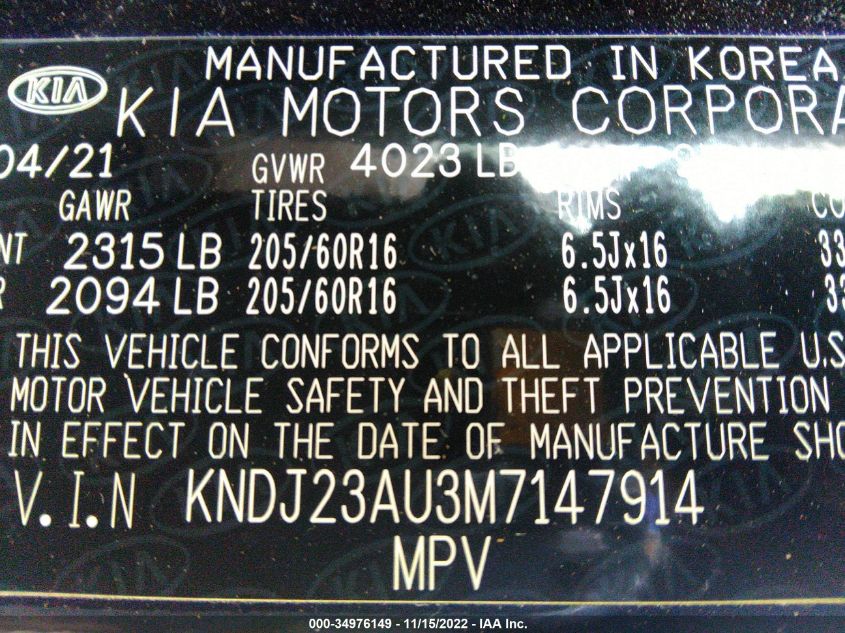 MANUFACTURED IN KOREA
KIA
KIA MOTORS CORPORA
04/21 GVWR 4023 LB
GAWR TIRES RIMS CO
NT 2315 LB 205/60R16 6.5Jx16 33
R 2094 LB 205/60R16 6.5Jx16 33
THIS VEHICLE CONFORMS TO ALL APPLICABLE U.S
MOTOR VEHICLE SAFETY AND THEFT PREVENTION
IN EFFECT ON THE DATE OF MANUFACTURE SHO
V.I.N KNDJ23AU3M7147914
MPV
000-34976149 - 11/15/2022 - IAA Inc.